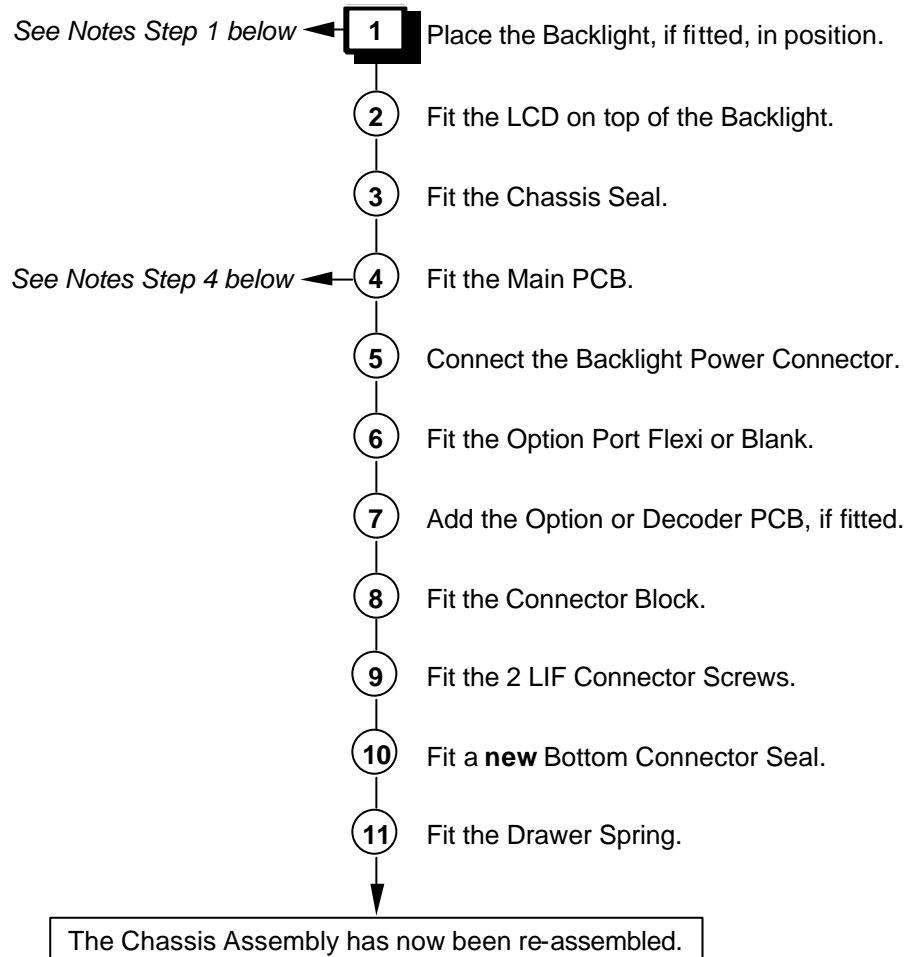 See Notes Step 1 below 1 Place the Backlight, if fitted, in position.
2 Fit the LCD on top of the Backlight.
3 Fit the Chassis Seal.
See Notes Step 4 below 4 Fit the Main PCB.
5 Connect the Backlight Power Connector.
6 Fit the Option Port Flexi or Blank.
7 Add the Option or Decoder PCB, if fitted.
8 Fit the Connector Block.
9 Fit the 2 LIF Connector Screws.
10 Fit a new Bottom Connector Seal.
11 Fit the Drawer Spring.
The Chassis Assembly has now been re-assembled.